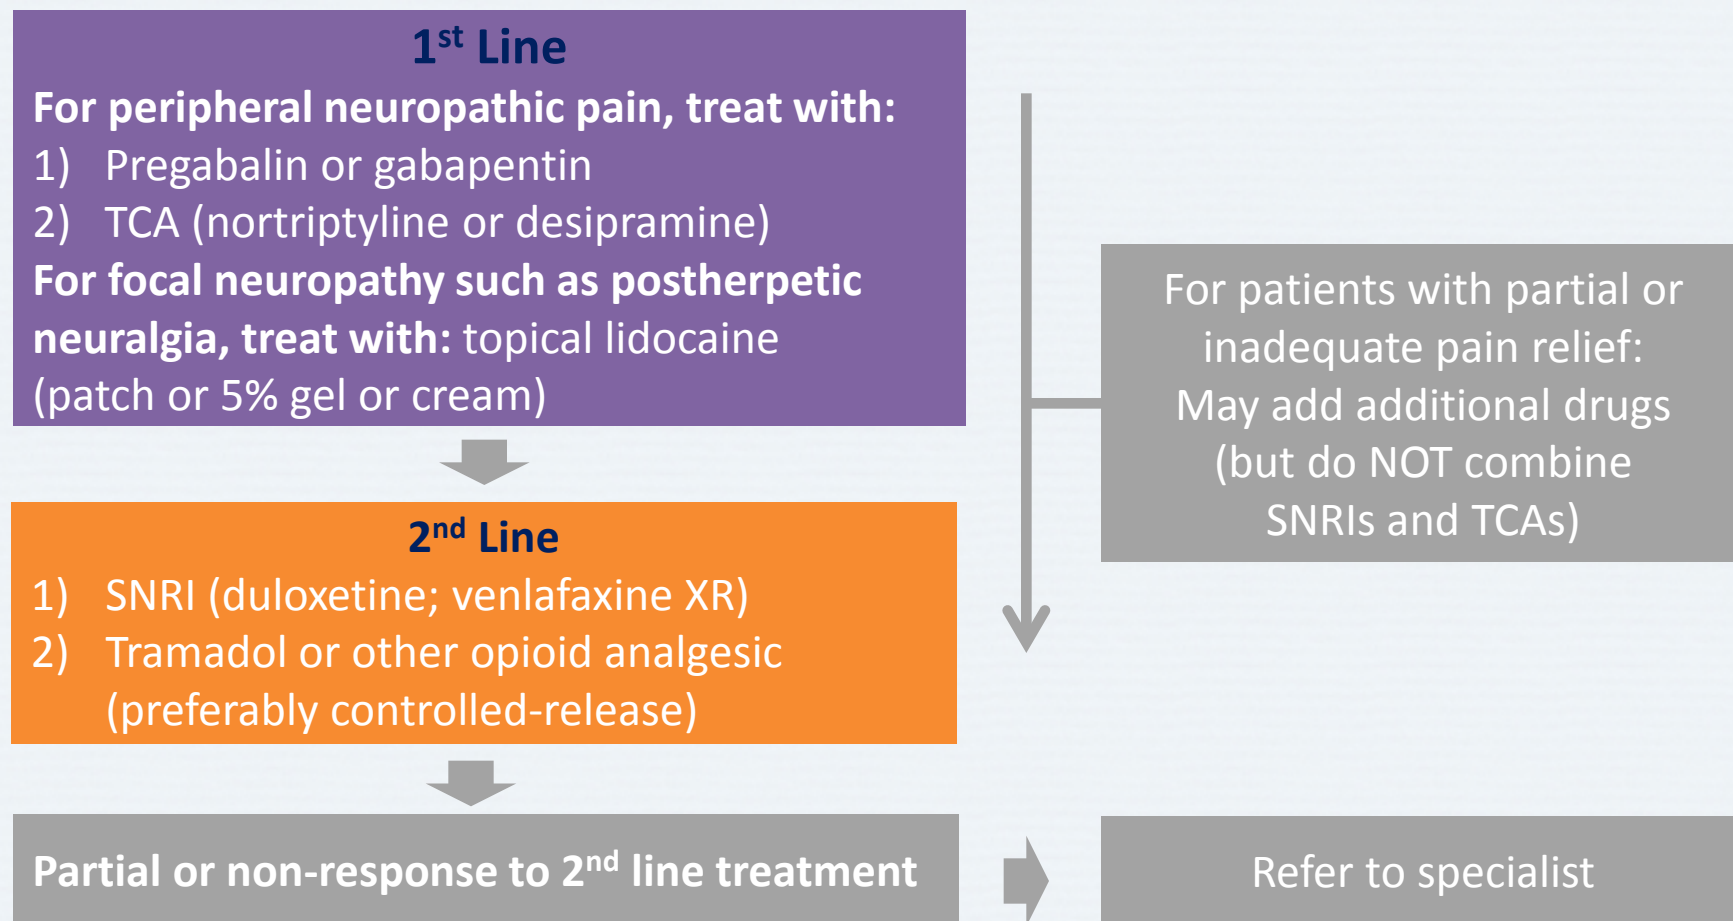 1st Line
For peripheral neuropathic pain, treat with:
1) Pregabalin or gabapentin
2) TCA (nortriptyline or desipramine)
For focal neuropathy such as postherpetic
neuralgia, treat with: topical lidocaine
(patch or 5% gel or cream)
For patients with partial or
inadequate pain relief:
May add additional drugs
(but do NOT combine
SNRIs and TCAs)
2nd Line
1) SNRI (duloxetine; venlafaxine XR)
2) Tramadol or other opioid analgesic
(preferably controlled-release)
Partial or non-response to 2nd line treatment
Refer to specialist